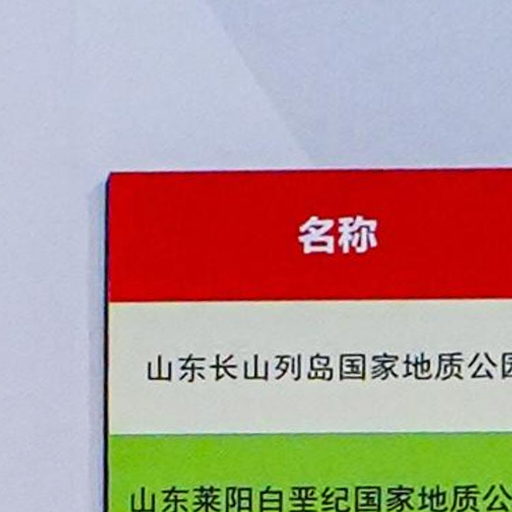 名称
山东长山列岛国家地质公园
山东莱阳白垩纪国家地质公